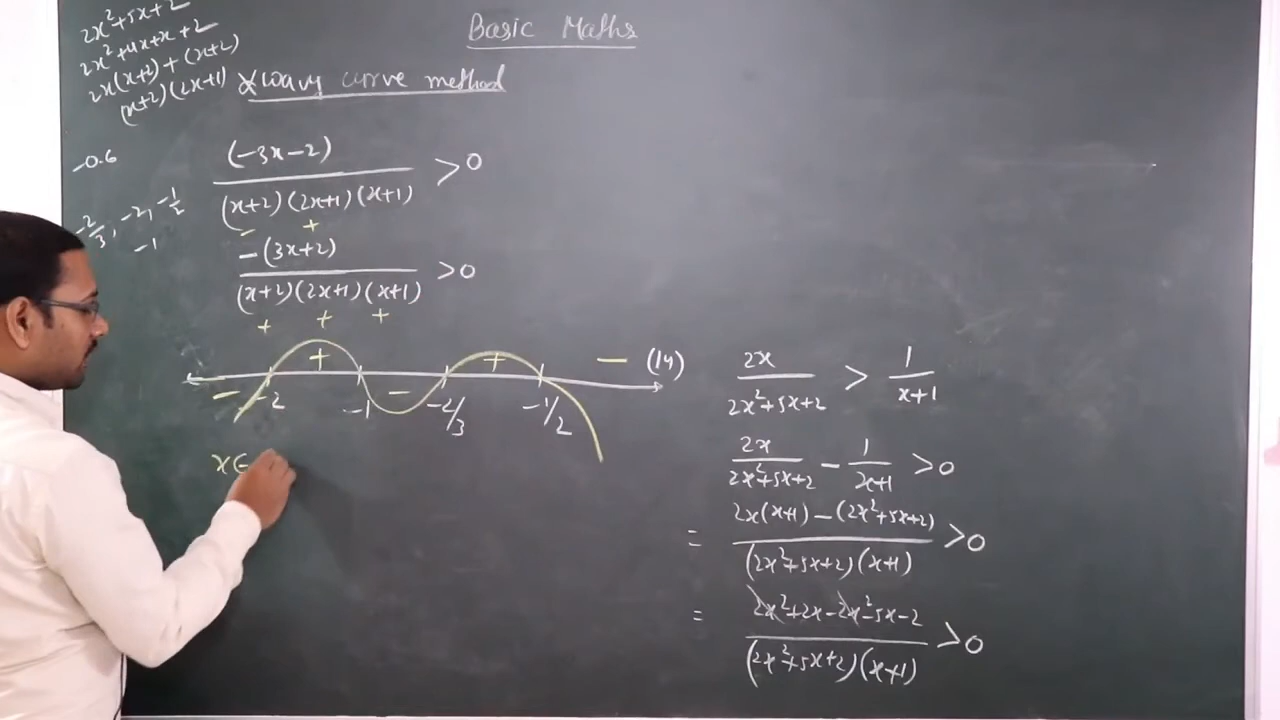 2x²+5x+2
2x²+4x+x+2
2x(x+2)+(x+2)
(x+2)(2x+1)
Basic Maths
Wavy curve method
-0.6
-2/3, -2, -1/2
-1
(-3x-2)
(x+2)(2x+1)(x+1)
>0
- +
-(3x+2)
(x+2)(2x+1)(x+1)
>0
+ + +
- + - + - (14)
-2 -1 -2/3 -1/2
x∈
2x/2x²+5x+2 > 1/x+1
2x/2x²+5x+2 - 1/x+1 >0
= 2x(x+1)-(2x²+5x+2)/(2x²+5x+2)(x+1) >0
= 2x²+2x-2x²-5x-2/(2x²+5x+2)(x+1) >0